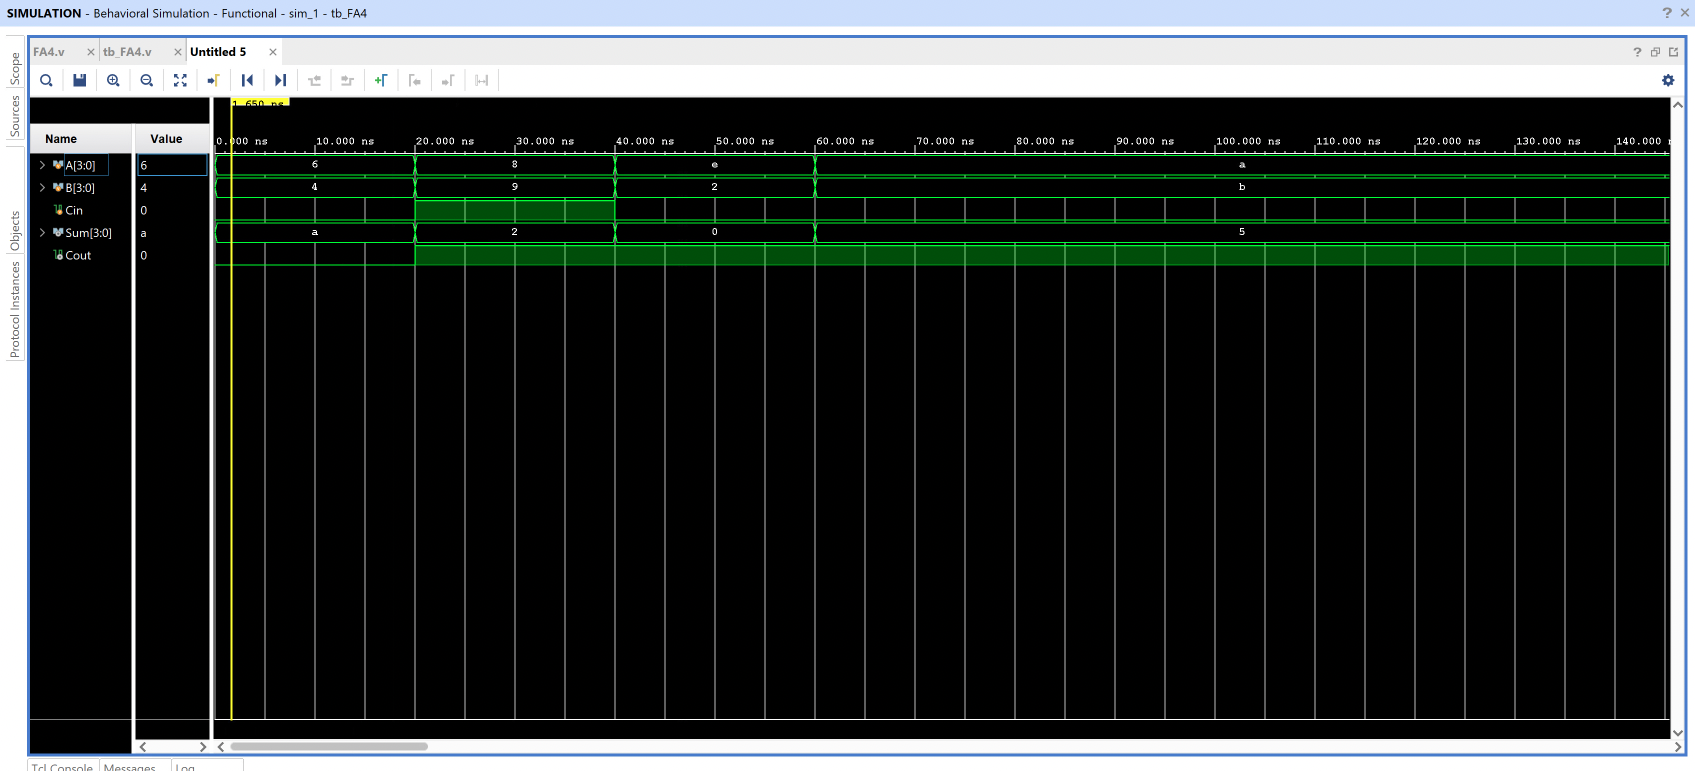 SIMULATION - Behavioral Simulation - Functional - sim_1 - tb_FA4
FA4.v
tb_FA4.v
Untitled 5
Scope
Sources
Objects
Protocol Instances
1.650 ns
Name Value
0.000 ns 10.000 ns 20.000 ns 30.000 ns 40.000 ns 50.000 ns 60.000 ns 70.000 ns 80.000 ns 90.000 ns 100.000 ns 110.000 ns 120.000 ns 130.000 ns 140.000
A[3:0] 6 6 8 e a
B[3:0] 4 4 9 2 b
Cin 0
Sum[3:0] a a 2 0 5
Cout 0
Tcl Console Messages Log